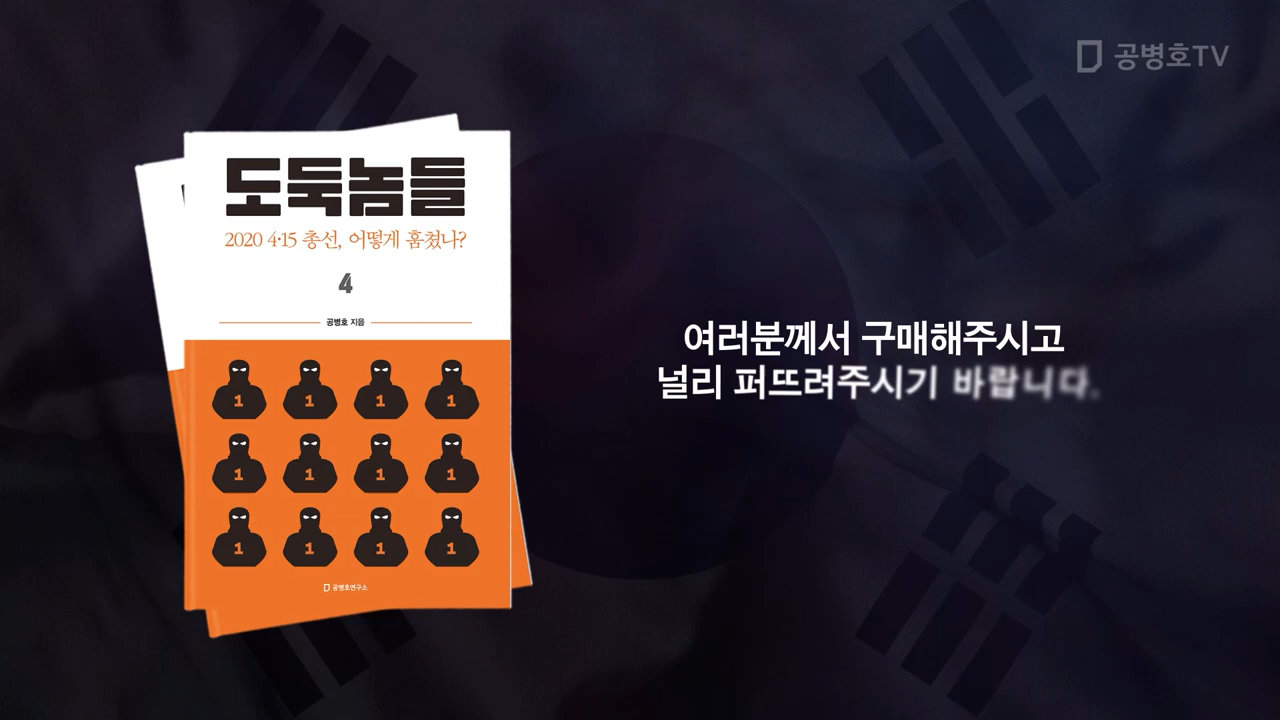 공병호TV
도둑놈들
2020 4·15 총선, 어떻게 훔쳤나?
4
공병호 지음
1 1 1 1
1 1 1 1
1 1 1 1
공병호연구소
여러분께서 구매해주시고
널리 퍼뜨려주시기 바랍니다.